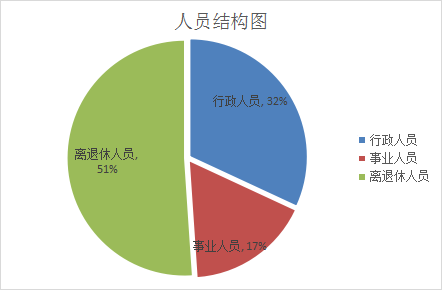 人员结构图
行政人员, 32%
离退休人员,
51%
事业人员, 17%
行政人员
事业人员
离退休人员